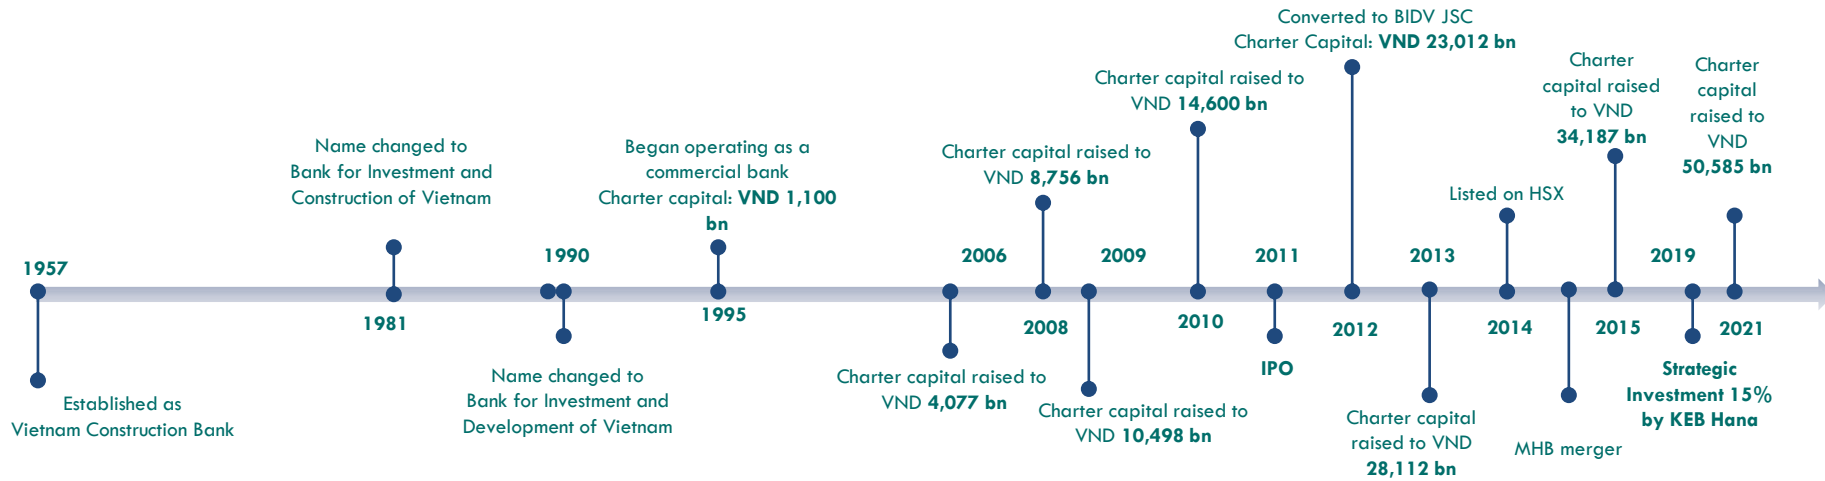 1957
Established as
Vietnam Construction Bank
Name changed to
Bank for Investment and
Construction of Vietnam
1981
1990
Name changed to
Bank for Investment and
Development of Vietnam
Began operating as a
commercial bank
Charter capital: VND 1,100
bn
1995
2006
Charter capital raised to
VND 4,077 bn
Charter capital raised to
VND 8,756 bn
2008
2009
Charter capital raised to
VND 10,498 bn
Charter capital raised to
VND 14,600 bn
2010
2011
IPO
Converted to BIDV JSC
Charter Capital: VND 23,012 bn
2012
2013
Charter capital
raised to VND
28,112 bn
Listed on HSX
2014
MHB merger
Charter
capital raised
to VND
34,187 bn
2015
2019
Strategic
Investment 15%
by KEB Hana
Charter
capital
raised to
VND
50,585 bn
2021